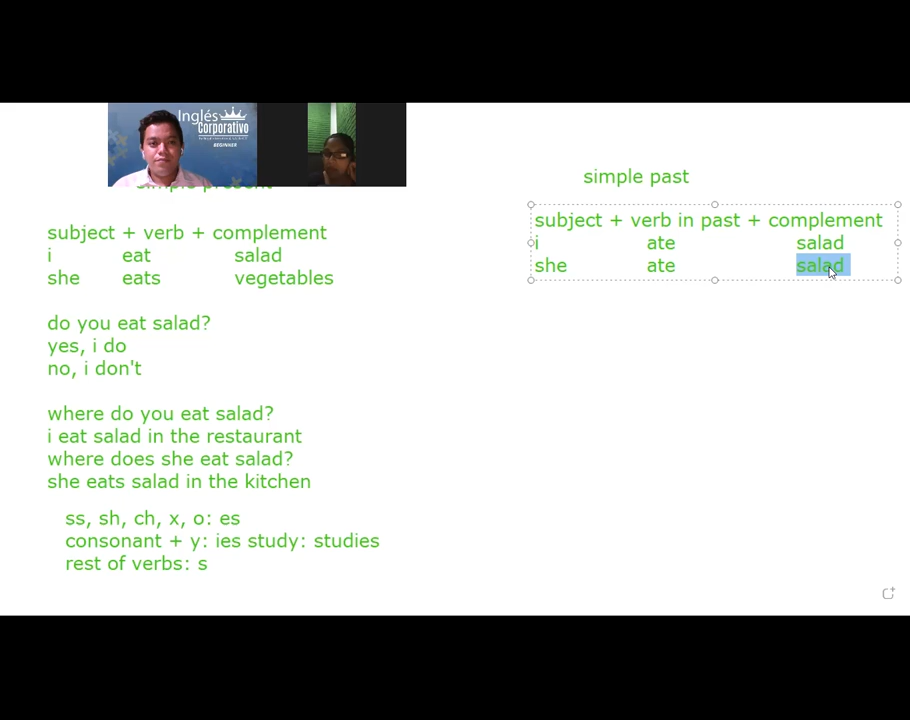 Inglés
Corporativo
BEGINNER
simple present
subject + verb + complement
i eat salad
she eats vegetables
do you eat salad?
yes, i do
no, i don't
where do you eat salad?
i eat salad in the restaurant
where does she eat salad?
she eats salad in the kitchen
ss, sh, ch, x, o: es
consonant + y: ies study: studies
rest of verbs: s
simple past
subject + verb in past + complement
i ate salad
she ate salad